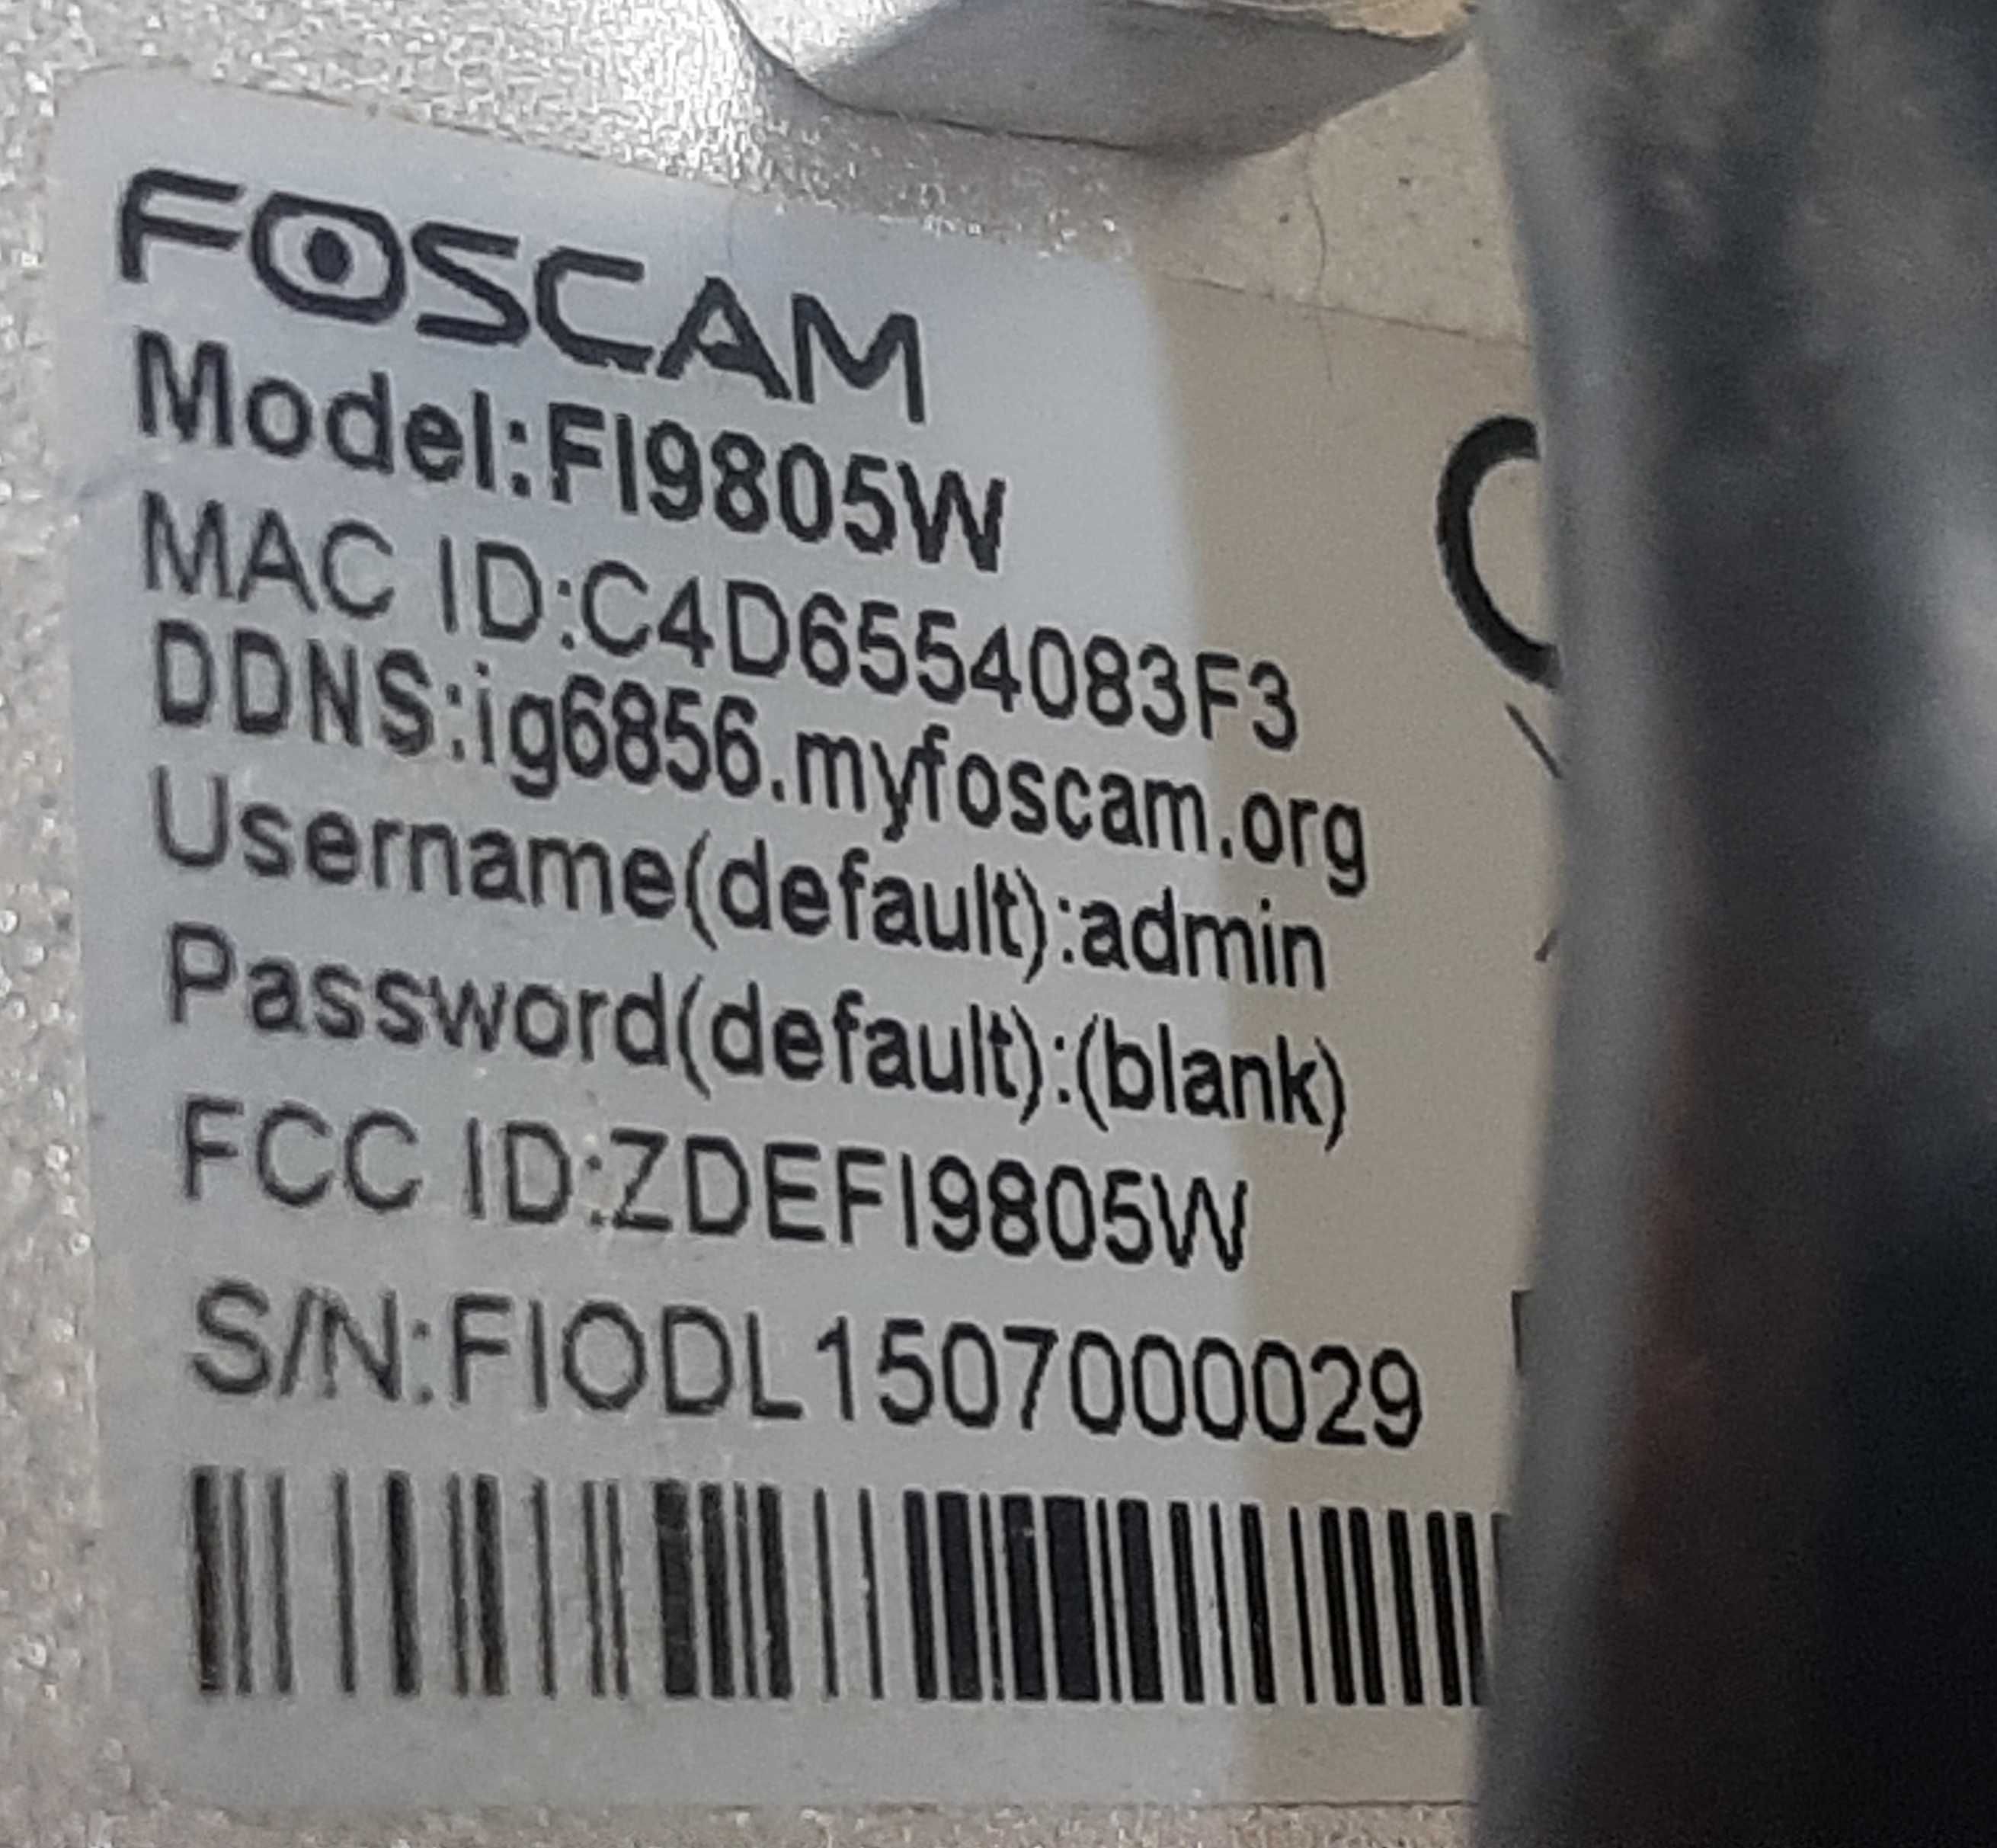 FOSCAM
Model:FI9805W
MAC ID:C4D6554083F3
DDNS:ig6856.myfoscam.org
Username(default):admin
Password(default):(blank)
FCC ID:ZDEFI9805W
S/N:FIODL1507000029